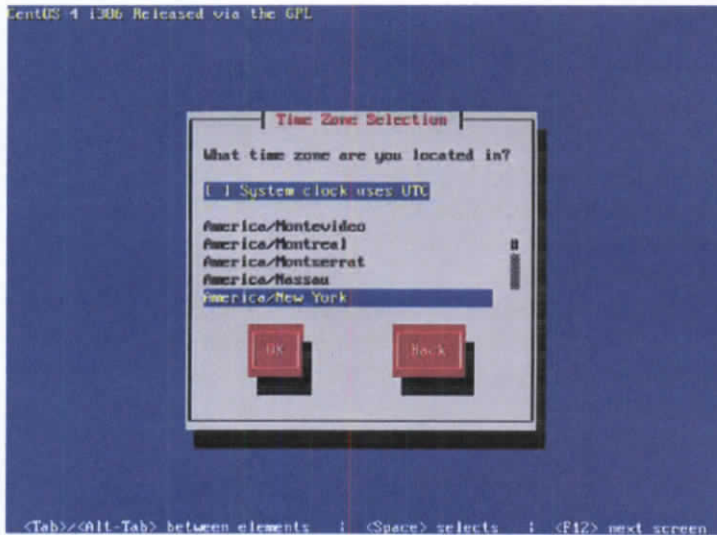 CentOS 4 i386 Released via the GPL
Time Zone Selection
What time zone are you located in?
[ ] System clock uses UTC
America/Montevideo
America/Montreal
America/Montserrat
America/Nassau
America/New York
OK
Back
<Tab>/<Alt-Tab> between elements | <Space> selects | <F12> next screen